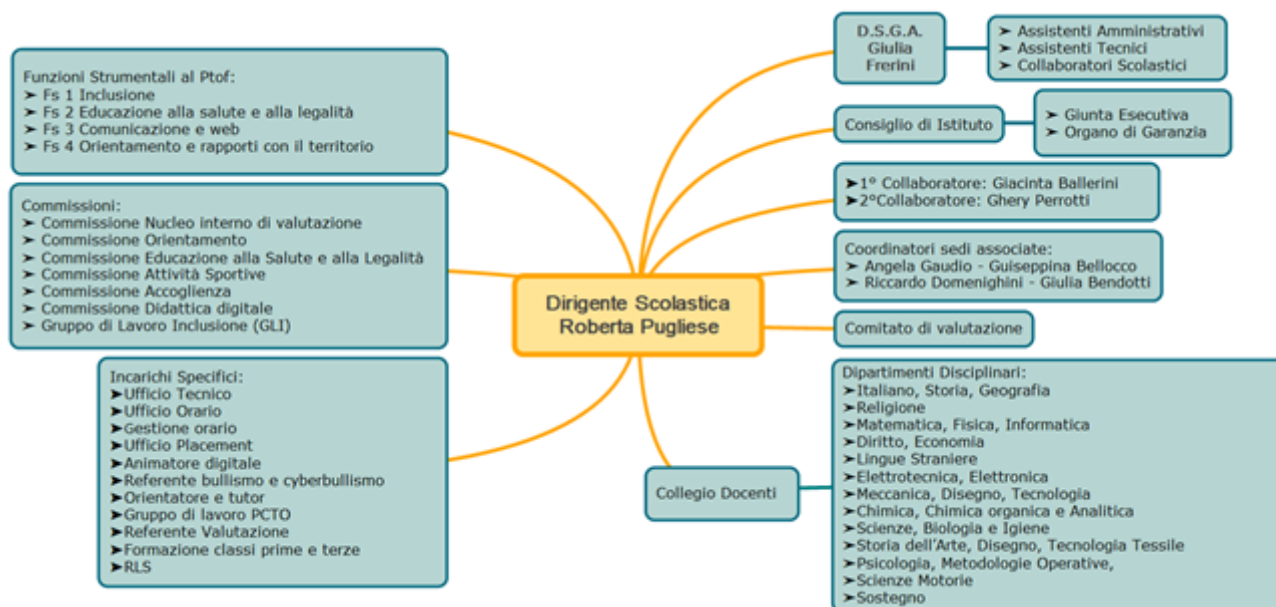 Funzioni Strumentali al Ptof:
➤ Fs 1 Inclusione
➤ Fs 2 Educazione alla salute e alla legalità
➤ Fs 3 Comunicazione e web
➤ Fs 4 Orientamento e rapporti con il territorio
Commissioni:
➤ Commissione Nucleo interno di valutazione
➤ Commissione Orientamento
➤ Commissione Educazione alla Salute e alla Legalità
➤ Commissione Attività Sportive
➤ Commissione Accoglienza
➤ Commissione Didattica digitale
➤ Gruppo di Lavoro Inclusione (GLI)
Incarichi Specifici:
➤Ufficio Tecnico
➤Ufficio Orario
➤Gestione orario
➤Ufficio Placement
➤Animatore digitale
➤Referente bullismo e cyberbullismo
➤Orientatore e tutor
➤Gruppo di lavoro PCTO
➤Referente Valutazione
➤Formazione classi prime e terze
➤RLS
Dirigente Scolastica
Roberta Pugliese
D.S.G.A.
Giulia
Frerini
➤ Assistenti Amministrativi
➤ Assistenti Tecnici
➤ Collaboratori Scolastici
Consiglio di Istituto
➤ Giunta Esecutiva
➤ Organo di Garanzia
➤1° Collaboratore: Giacinta Ballerini
➤2°Collaboratore: Ghery Perrotti
Coordinatori sedi associate:
➤ Angela Gaudio - Guiseppina Bellocco
➤ Riccardo Domenighini - Giulia Bendotti
Comitato di valutazione
Collegio Docenti
Dipartimenti Disciplinari:
➤Italiano, Storia, Geografia
➤Religione
➤Matematica, Fisica, Informatica
➤Diritto, Economia
➤Lingue Straniere
➤Elettrotecnica, Elettronica
➤Meccanica, Disegno, Tecnologia
➤Chimica, Chimica organica e Analitica
➤Scienze, Biologia e Igiene
➤Storia dell'Arte, Disegno, Tecnologia Tessile
➤Psicologia, Metodologie Operative,
➤Scienze Motorie
➤Sostegno